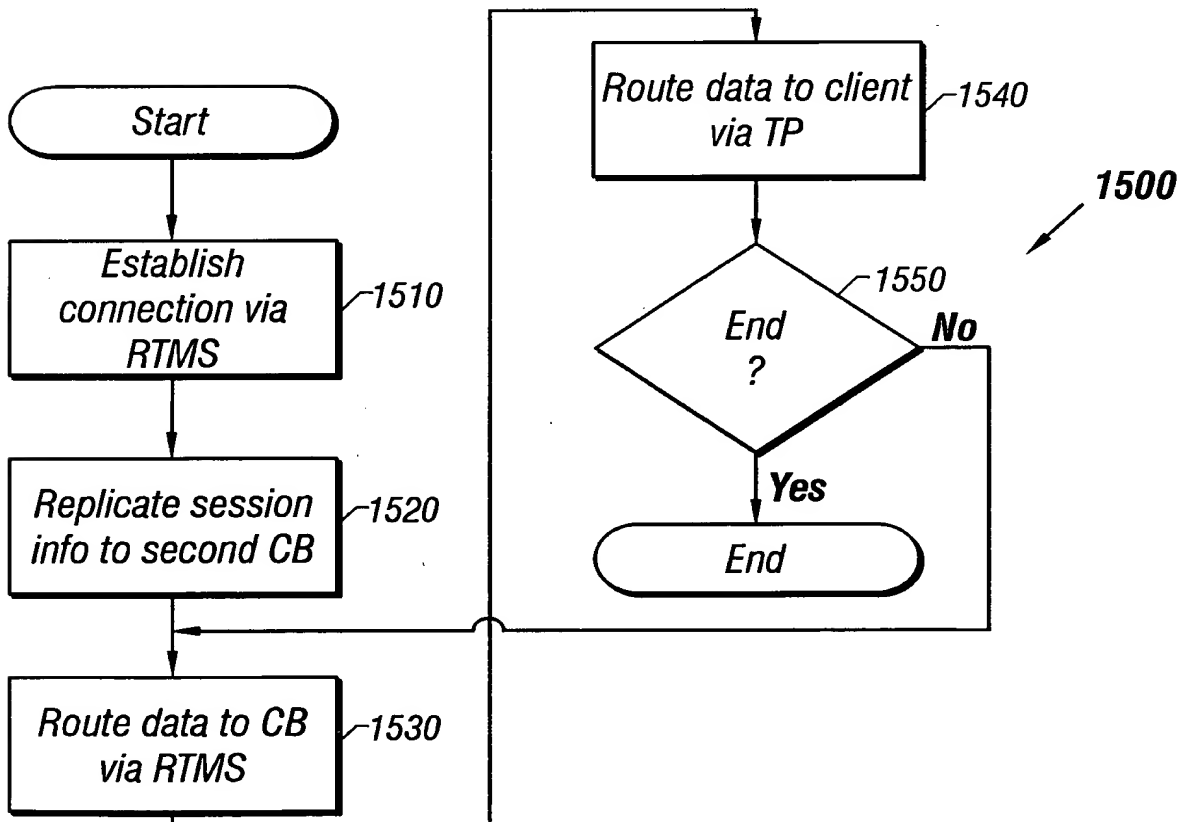 Start
Establish
connection via
RTMS
1510
Replicate session
info to second CB
1520
Route data to CB
via RTMS
1530
Route data to client
via TP
1540
1500
End
?
1550
No
Yes
End